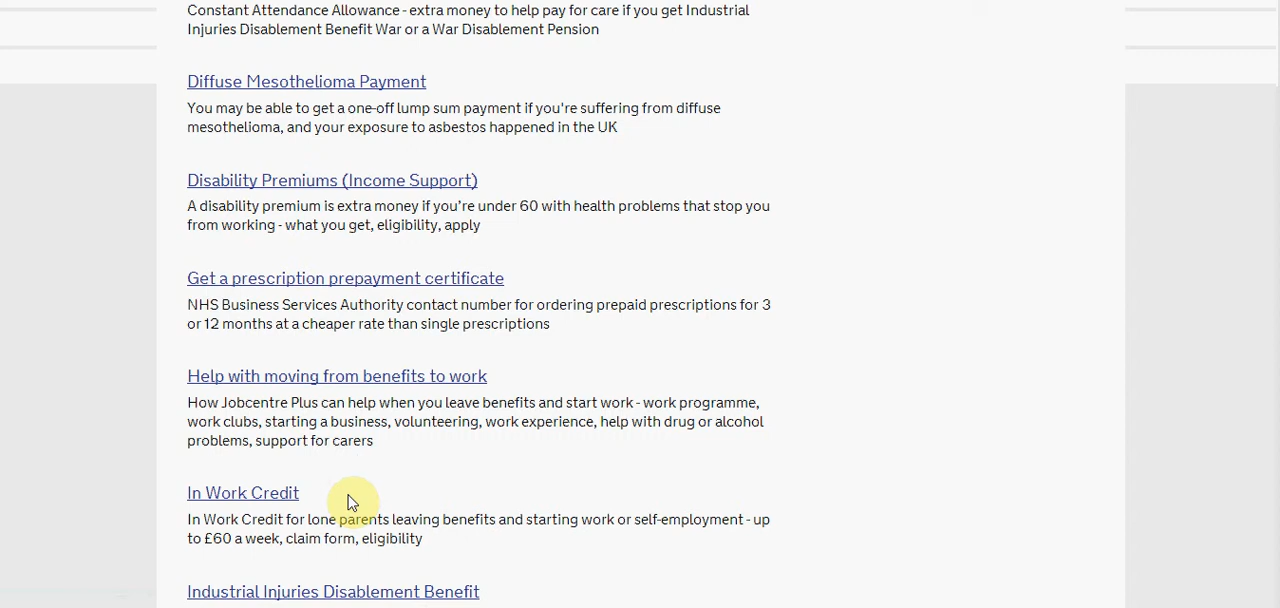 Constant Attendance Allowance - extra money to help pay for care if you get Industrial
Injuries Disablement Benefit War or a War Disablement Pension
Diffuse Mesothelioma Payment
You may be able to get a one-off lump sum payment if you're suffering from diffuse
mesothelioma, and your exposure to asbestos happened in the UK
Disability Premiums (Income Support)
A disability premium is extra money if you’re under 60 with health problems that stop you
from working - what you get, eligibility, apply
Get a prescription prepayment certificate
NHS Business Services Authority contact number for ordering prepaid prescriptions for 3
or 12 months at a cheaper rate than single prescriptions
Help with moving from benefits to work
How Jobcentre Plus can help when you leave benefits and start work - work programme,
work clubs, starting a business, volunteering, work experience, help with drug or alcohol
problems, support for carers
In Work Credit
In Work Credit for lone parents leaving benefits and starting work or self-employment - up
to £60 a week, claim form, eligibility
Industrial Injuries Disablement Benefit